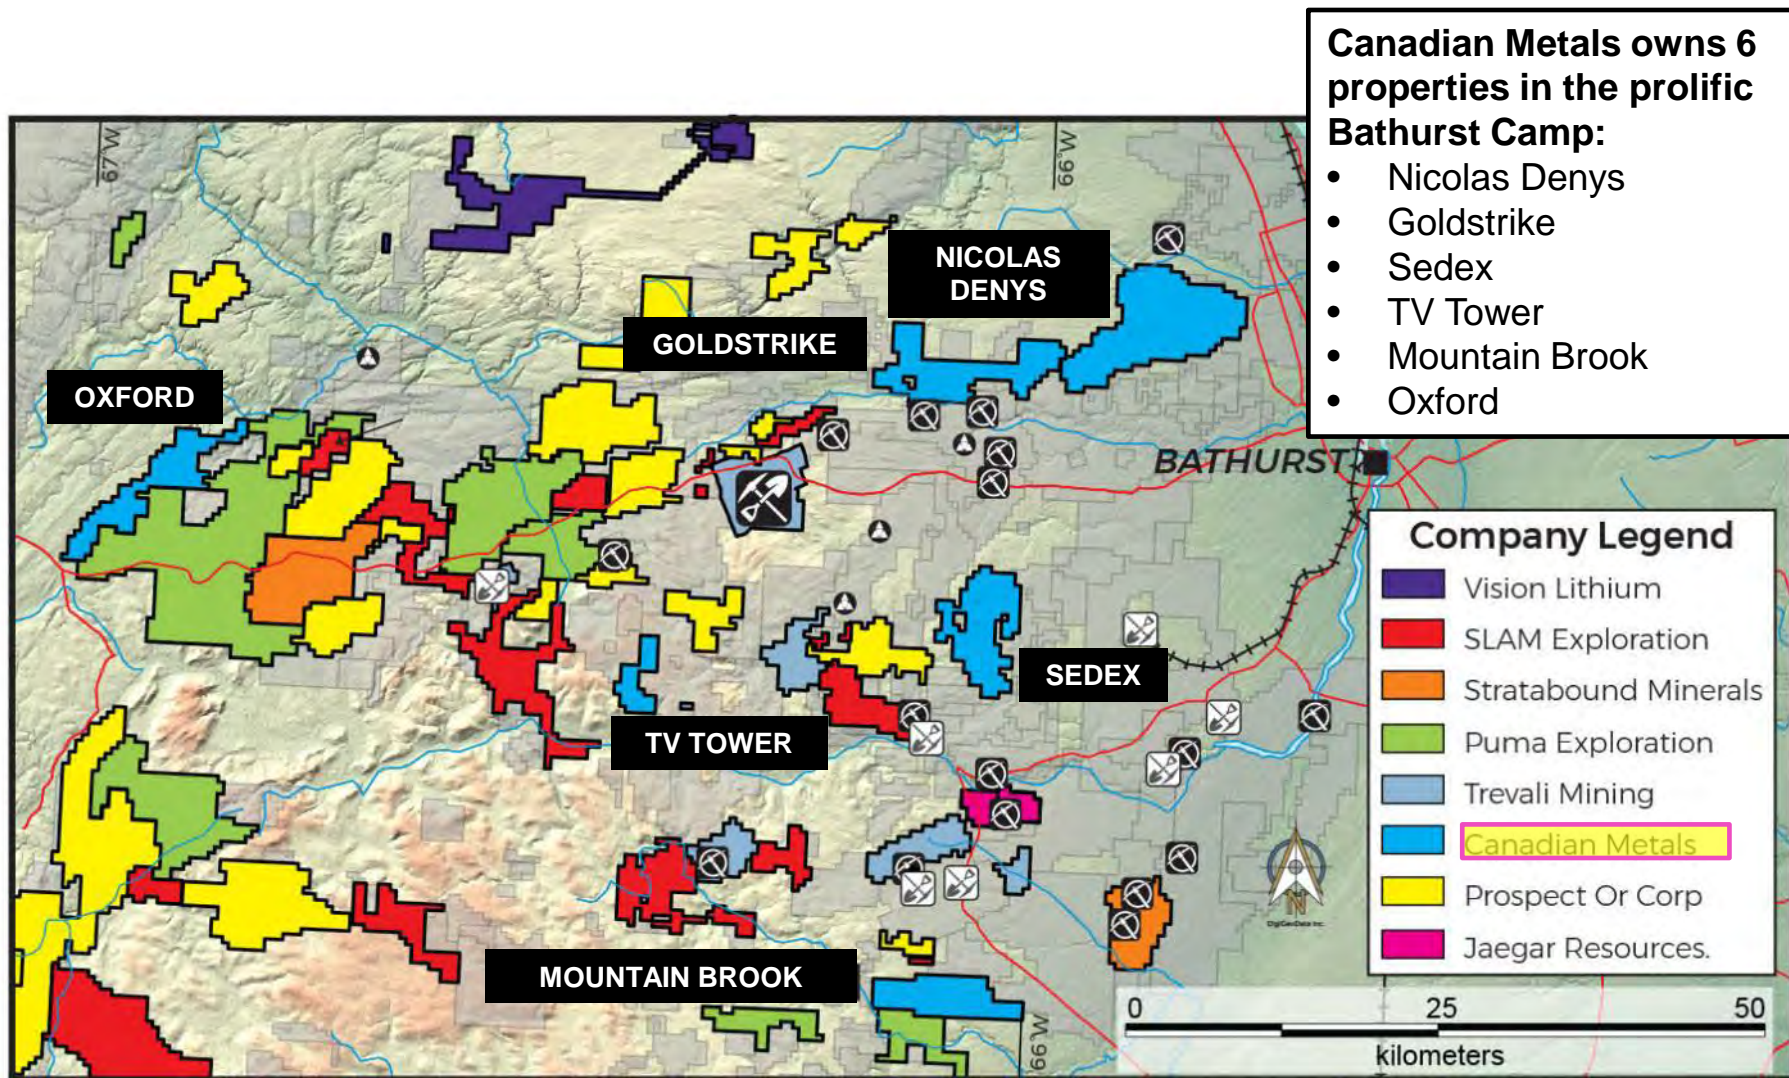 Canadian Metals owns 6
properties in the prolific
Bathurst Camp:
• Nicolas Denys
• Goldstrike
• Sedex
• TV Tower
• Mountain Brook
• Oxford
67°W
66°W
NICOLAS
DENYS
GOLDSTRIKE
OXFORD
BATHURST
SEDEX
TV TOWER
MOUNTAIN BROOK
66°W
Company Legend
Vision Lithium
SLAM Exploration
Stratabound Minerals
Puma Exploration
Trevali Mining
Canadian Metals
Prospect Or Corp
Jaegar Resources.
N
DigiGeoData Inc.
0 25 50
kilometers